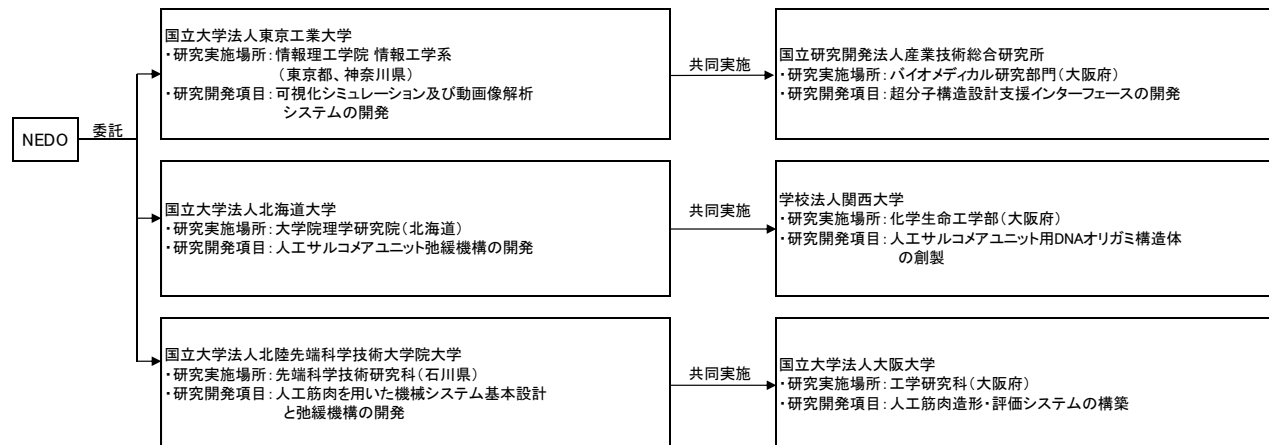 NEDO
委託
国立大学法人東京工業大学
・研究実施場所:情報理工学院 情報工学系
(東京都、神奈川県)
・研究開発項目:可視化シミュレーション及び動画像解析
システムの開発
共同実施
国立研究開発法人産業技術総合研究所
・研究実施場所:バイオメディカル研究部門(大阪府)
・研究開発項目:超分子構造設計支援インターフェースの開発
国立大学法人北海道大学
・研究実施場所:大学院理学研究院(北海道)
・研究開発項目:人工サルコメアユニット弛緩機構の開発
共同実施
学校法人関西大学
・研究実施場所:化学生命工学部(大阪府)
・研究開発項目:人工サルコメアユニット用DNAオリガミ構造体
の創製
国立大学法人北陸先端科学技術大学院大学
・研究実施場所:先端科学技術研究科(石川県)
・研究開発項目:人工筋肉を用いた機械システム基本設計
と弛緩機構の開発
共同実施
国立大学法人大阪大学
・研究実施場所:工学研究科(大阪府)
・研究開発項目:人工筋肉造形・評価システムの構築